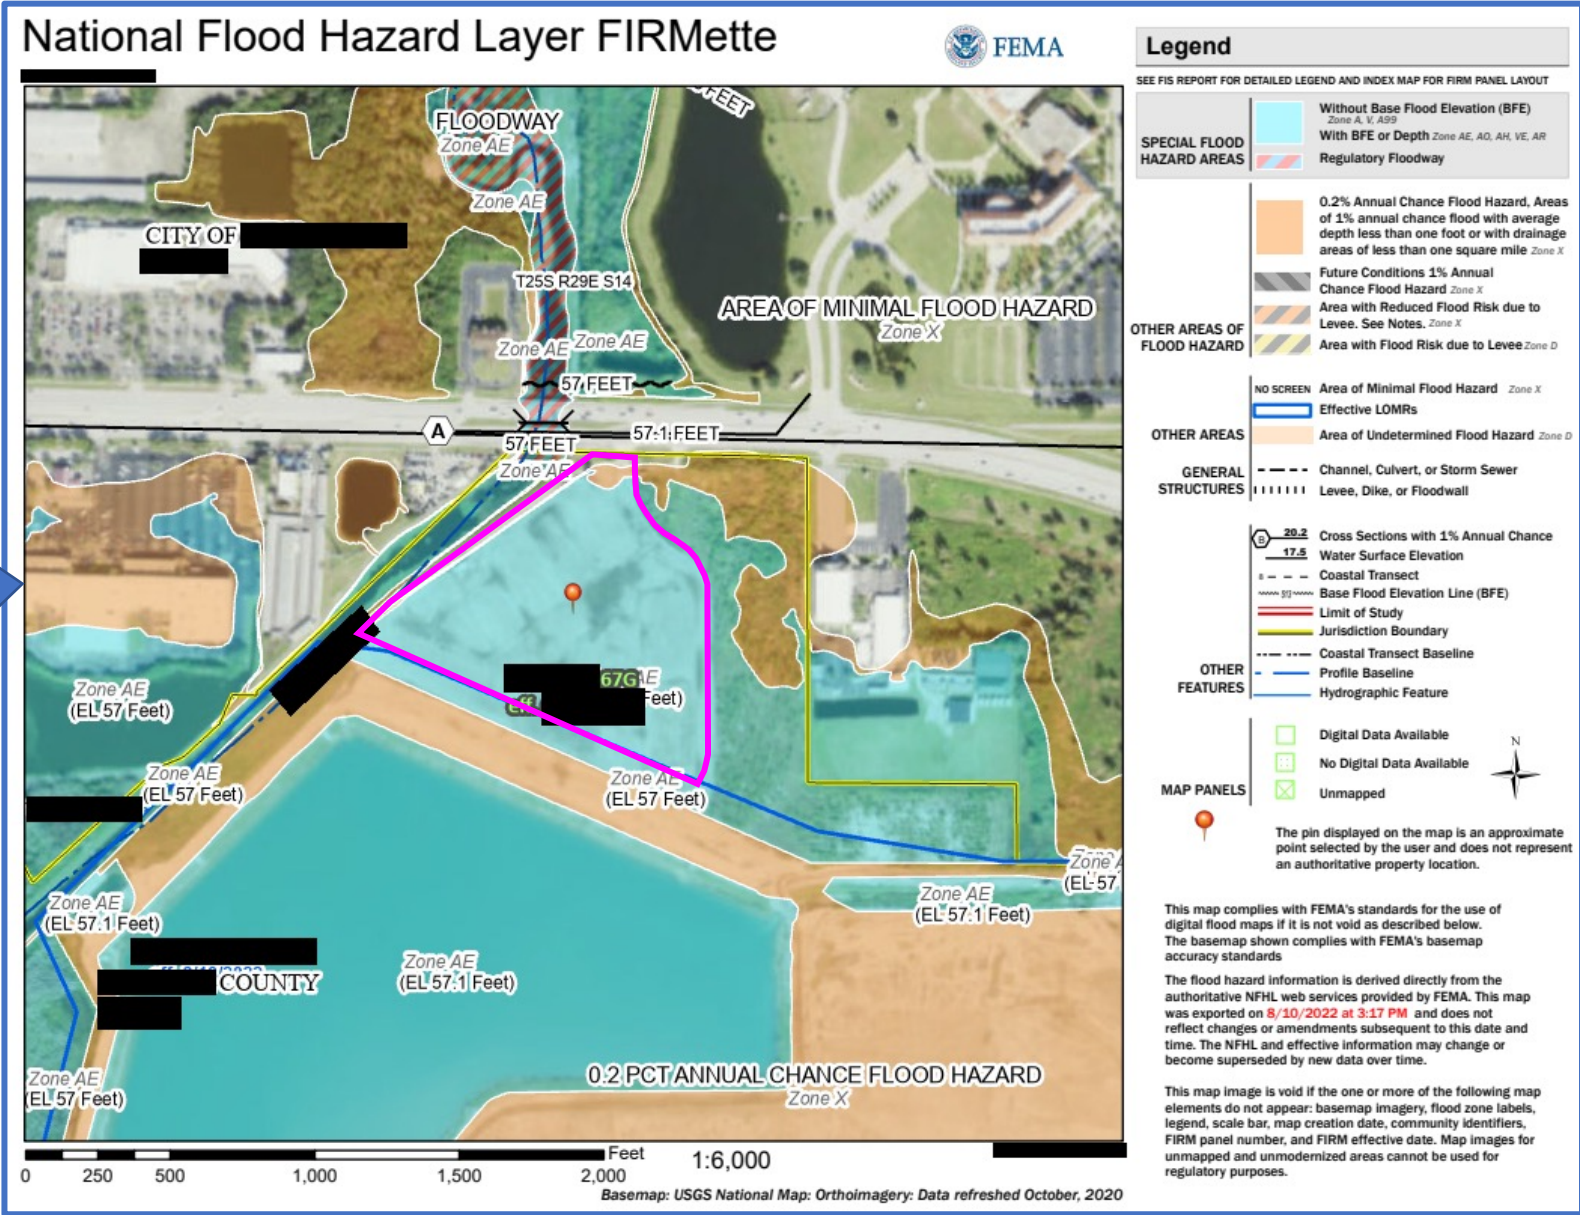 National Flood Hazard Layer FIRMette
FEMA
FEET
FLOODWAY
Zone AE
Zone AE
CITY OF
T25S R29E S14
AREA OF MINIMAL FLOOD HAZARD
Zone X
Zone AE
Zone AE
57 FEET
A
57.1 FEET
57 FEET
Zone AE
67G
AE
eff
Feet)
Zone AE
(EL 57 Feet)
Zone AE
(EL 57 Feet)
Zone AE
(EL 57 Feet)
Zone
(EL 57
Zone AE
(EL 57.1 Feet)
Zone AE
(EL 57.1 Feet)
Zone AE
(EL 57.1 Feet)
COUNTY
0.2 PCT ANNUAL CHANCE FLOOD HAZARD
Zone X
Zone AE
(EL 57 Feet)
0 250 500 1,000 1,500 2,000
Feet
1:6,000
Basemap: USGS National Map: Orthoimagery: Data refreshed October, 2020
Legend
SEE FIS REPORT FOR DETAILED LEGEND AND INDEX MAP FOR FIRM PANEL LAYOUT
SPECIAL FLOOD
HAZARD AREAS
Without Base Flood Elevation (BFE)
Zone A, V, A99
With BFE or Depth Zone AE, AO, AH, VE, AR
Regulatory Floodway
0.2% Annual Chance Flood Hazard, Areas
of 1% annual chance flood with average
depth less than one foot or with drainage
areas of less than one square mile Zone X
Future Conditions 1% Annual
Chance Flood Hazard Zone X
Area with Reduced Flood Risk due to
Levee. See Notes. Zone X
Area with Flood Risk due to Levee Zone D
OTHER AREAS OF
FLOOD HAZARD
NO SCREEN Area of Minimal Flood Hazard Zone X
Effective LOMRs
OTHER AREAS
Area of Undetermined Flood Hazard Zone D
GENERAL
STRUCTURES
Channel, Culvert, or Storm Sewer
Levee, Dike, or Floodwall
B 20.2 Cross Sections with 1% Annual Chance
17.5 Water Surface Elevation
8 Coastal Transect
513 Base Flood Elevation Line (BFE)
Limit of Study
Jurisdiction Boundary
Coastal Transect Baseline
OTHER
FEATURES
Profile Baseline
Hydrographic Feature
Digital Data Available
No Digital Data Available
Unmapped
MAP PANELS
N
The pin displayed on the map is an approximate
point selected by the user and does not represent
an authoritative property location.
This map complies with FEMA's standards for the use of
digital flood maps if it is not void as described below.
The basemap shown complies with FEMA's basemap
accuracy standards
The flood hazard information is derived directly from the
authoritative NFHL web services provided by FEMA. This map
was exported on 8/10/2022 at 3:17 PM and does not
reflect changes or amendments subsequent to this date and
time. The NFHL and effective information may change or
become superseded by new data over time.
This map image is void if the one or more of the following map
elements do not appear: basemap imagery, flood zone labels,
legend, scale bar, map creation date, community identifiers,
FIRM panel number, and FIRM effective date. Map images for
unmapped and unmodernized areas cannot be used for
regulatory purposes.